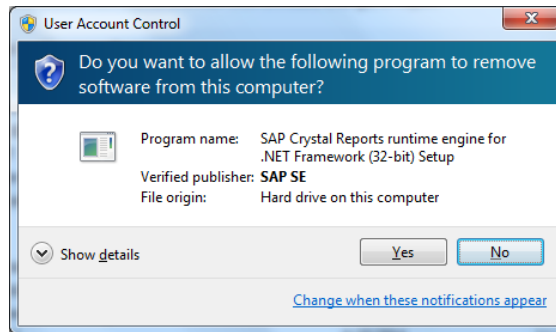 User Account Control
Do you want to allow the following program to remove
software from this computer?
Program name: SAP Crystal Reports runtime engine for
.NET Framework (32-bit) Setup
Verified publisher: SAP SE
File origin: Hard drive on this computer
Show details Yes No
Change when these notifications appear